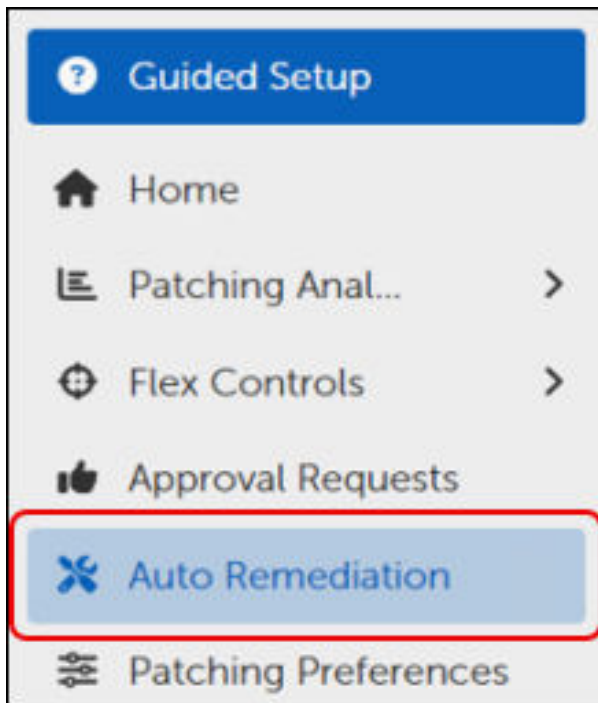 Guided Setup
Home
Patching Anal...
Flex Controls
Approval Requests
Auto Remediation
Patching Preferences